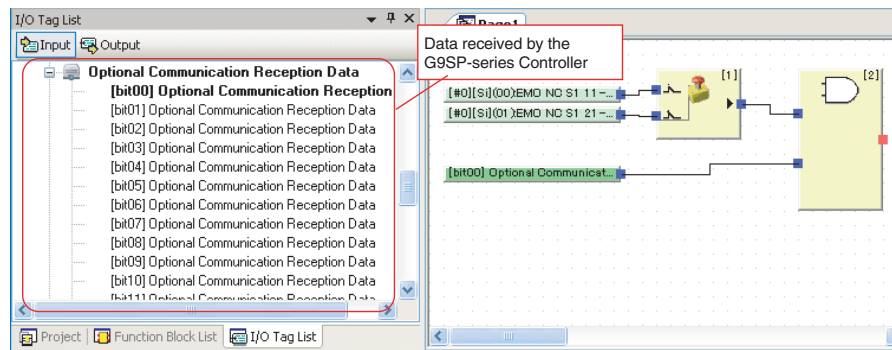 I/O Tag List
Input Output
Optional Communication Reception Data
[bit00] Optional Communication Reception
[bit01] Optional Communication Reception Data
[bit02] Optional Communication Reception Data
[bit03] Optional Communication Reception Data
[bit04] Optional Communication Reception Data
[bit05] Optional Communication Reception Data
[bit06] Optional Communication Reception Data
[bit07] Optional Communication Reception Data
[bit08] Optional Communication Reception Data
[bit09] Optional Communication Reception Data
[bit10] Optional Communication Reception Data
[bit11] Optional Communication Reception Data
Project Function Block List I/O Tag List
Page1
Data received by the
G9SP-series Controller
[#0][Si](00):EMO NC S1 11-...
[#0][Si](01):EMO NC S1 21-...
[bit00] Optional Communicat...
[1]
[2]